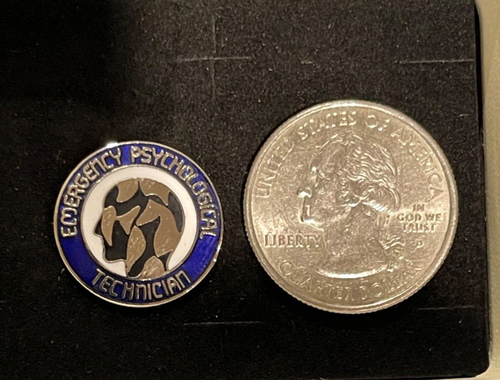 EMERGENCY PSYCHOLOGICAL
TECHNICIAN
UNITED STATES OF AMERICA
LIBERTY
IN
GOD WE
TRUST
D
QUARTER DOLLAR